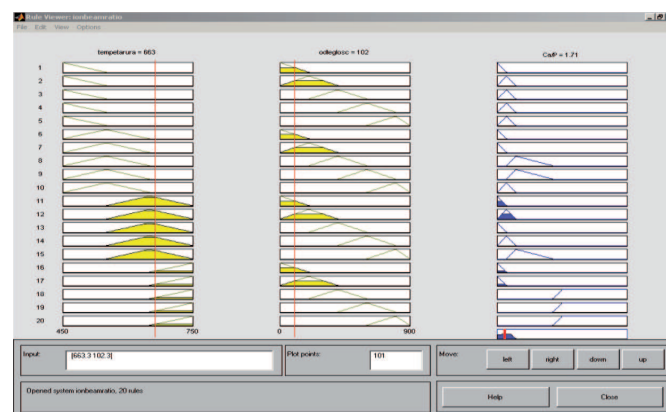 Rule Viewer: ionbeamratio
File Edit View Options
tempetarura = 663
odleglosc = 102
Ca/P = 1.71
1
2
3
4
5
6
7
8
9
10
11
12
13
14
15
16
17
18
19
20
450 750
0 900
Input: [663.3 102.3]
Plot points: 101
Move: left right down up
Opened system ionbeamratio, 20 rules
Help Close